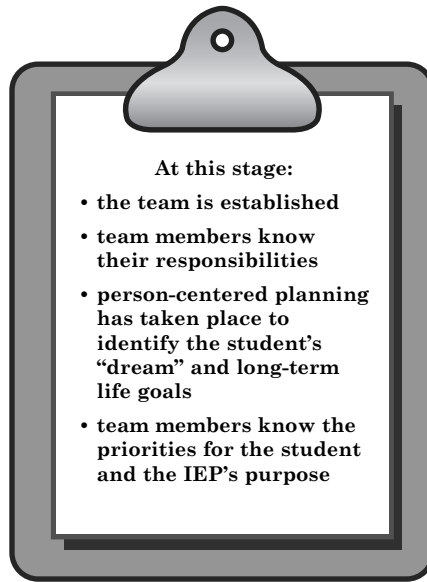 At this stage:
• the team is established
• team members know
their responsibilities
• person-centered planning
has taken place to
identify the student’s
“dream” and long-term
life goals
• team members know the
priorities for the student
and the IEP’s purpose